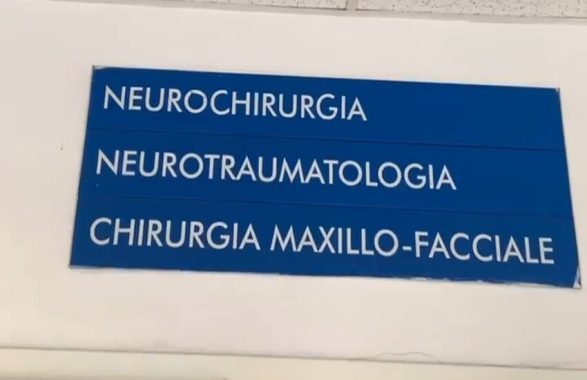 NEUROCHIRURGIA
NEUROTRAUMATOLOGIA
CHIRURGIA MAXILLO-FACCIALE